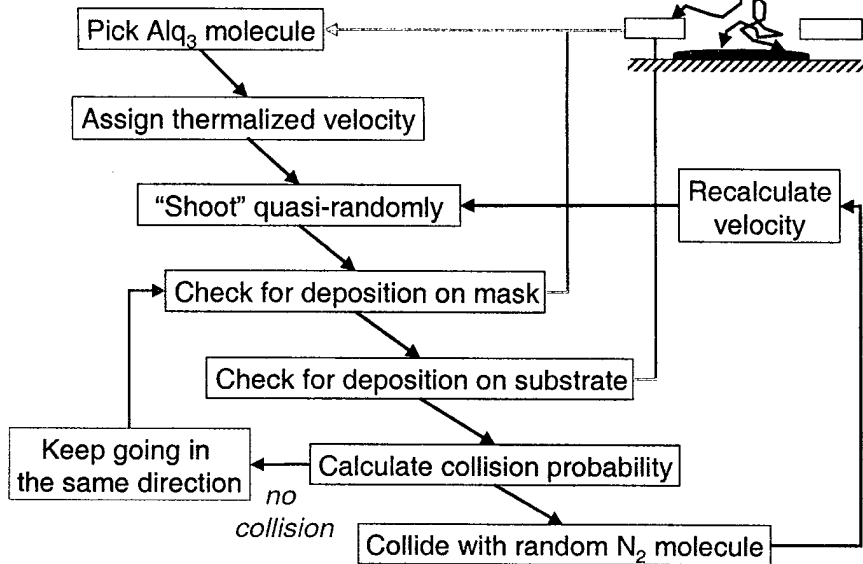 Pick Alq₃ molecule
Assign thermalized velocity
“Shoot” quasi-randomly
Recalculate
velocity
Check for deposition on mask
Check for deposition on substrate
Keep going in
the same direction
Calculate collision probability
no
collision
Collide with random N₂ molecule